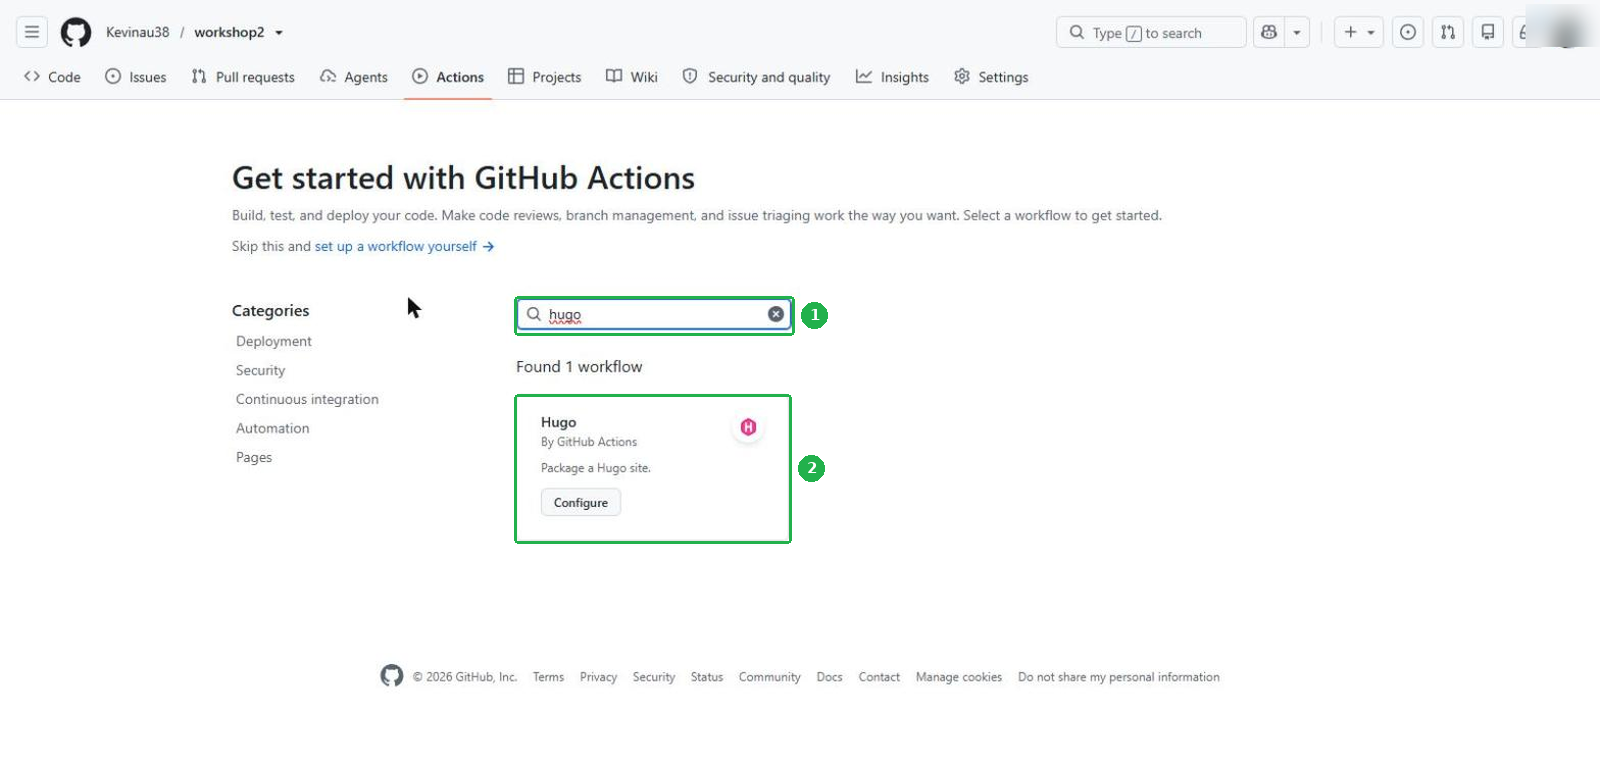 Kevinau38 / workshop2
Type / to search
Code
Issues
Pull requests
Agents
Actions
Projects
Wiki
Security and quality
Insights
Settings
Get started with GitHub Actions
Build, test, and deploy your code. Make code reviews, branch management, and issue triaging work the way you want. Select a workflow to get started.
Skip this and set up a workflow yourself →
Categories
Deployment
Security
Continuous integration
Automation
Pages
hugo
1
Found 1 workflow
Hugo
By GitHub Actions
Package a Hugo site.
Configure
2
© 2026 GitHub, Inc. Terms Privacy Security Status Community Docs Contact Manage cookies Do not share my personal information